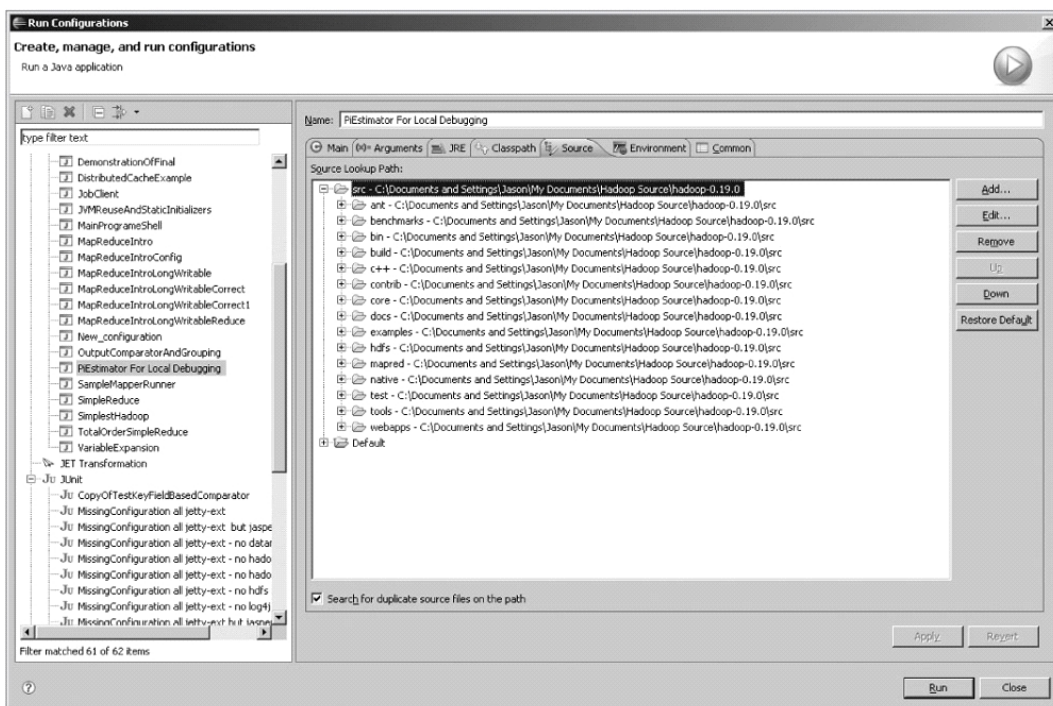 Run Configurations
Create, manage, and run configurations
Run a Java application
type filter text
DemonstrationOfFinal
DistributedCacheExample
JobClient
JVMReuseAndStaticInitializers
MainProgrameShell
MapReduceIntro
MapReduceIntroConfig
MapReduceIntroLongWritable
MapReduceIntroLongWritableCorrect
MapReduceIntroLongWritableCorrect1
MapReduceIntroLongWritableReduce
New_configuration
OutputComparatorAndGrouping
PiEstimator For Local Debugging
SampleMapperRunner
SimpleReduce
SimplestHadoop
TotalOrderSimpleReduce
VariableExpansion
JET Transformation
JU JUnit
JU CopyOfTestKeyFieldBasedComparator
JU MissingConfiguration all jetty-ext
JU MissingConfiguration all jetty-ext but jaspe
JU MissingConfiguration all jetty-ext - no datan
JU MissingConfiguration all jetty-ext - no hado
JU MissingConfiguration all jetty-ext - no hado
JU MissingConfiguration all jetty-ext - no hdfs
JU MissingConfiguration all jetty-ext - no log4j
JU MissingConfiguration all jetty-ext but jaspe
Filter matched 61 of 62 items
Name: PiEstimator For Local Debugging
Main (x)= Arguments JRE Classpath Source Environment Common
Source Lookup Path:
src - C:\Documents and Settings\Jason\My Documents\Hadoop Source\hadoop-0.19.0
ant - C:\Documents and Settings\Jason\My Documents\Hadoop Source\hadoop-0.19.0\src
benchmarks - C:\Documents and Settings\Jason\My Documents\Hadoop Source\hadoop-0.19.0\src
bin - C:\Documents and Settings\Jason\My Documents\Hadoop Source\hadoop-0.19.0\src
build - C:\Documents and Settings\Jason\My Documents\Hadoop Source\hadoop-0.19.0\src
c++ - C:\Documents and Settings\Jason\My Documents\Hadoop Source\hadoop-0.19.0\src
contrib - C:\Documents and Settings\Jason\My Documents\Hadoop Source\hadoop-0.19.0\src
core - C:\Documents and Settings\Jason\My Documents\Hadoop Source\hadoop-0.19.0\src
docs - C:\Documents and Settings\Jason\My Documents\Hadoop Source\hadoop-0.19.0\src
examples - C:\Documents and Settings\Jason\My Documents\Hadoop Source\hadoop-0.19.0\src
hdfs - C:\Documents and Settings\Jason\My Documents\Hadoop Source\hadoop-0.19.0\src
mapred - C:\Documents and Settings\Jason\My Documents\Hadoop Source\hadoop-0.19.0\src
native - C:\Documents and Settings\Jason\My Documents\Hadoop Source\hadoop-0.19.0\src
test - C:\Documents and Settings\Jason\My Documents\Hadoop Source\hadoop-0.19.0\src
tools - C:\Documents and Settings\Jason\My Documents\Hadoop Source\hadoop-0.19.0\src
webapps - C:\Documents and Settings\Jason\My Documents\Hadoop Source\hadoop-0.19.0\src
Default
Add...
Edit...
Remove
Up
Down
Restore Default
Search for duplicate source files on the path
Apply Revert
Run Close